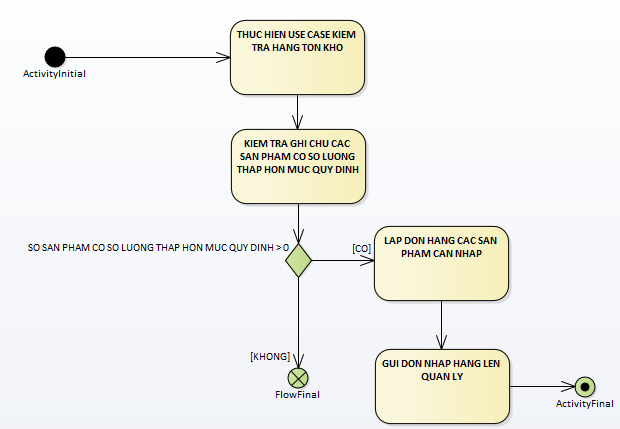 THUC HIEN USE CASE KIEM
TRA HANG TON KHO
ActivityInitial
KIEM TRA GHI CHU CAC
SAN PHAM CO SO LUONG
THAP HON MUC QUY DINH
SO SAN PHAM CO SO LUONG THAP HON MUC QUY DINH > 0
[CO]
LAP DON HANG CAC SAN
PHAM CAN NHAP
[KHONG]
FlowFinal
GUI DON NHAP HANG LEN
QUAN LY
ActivityFinal